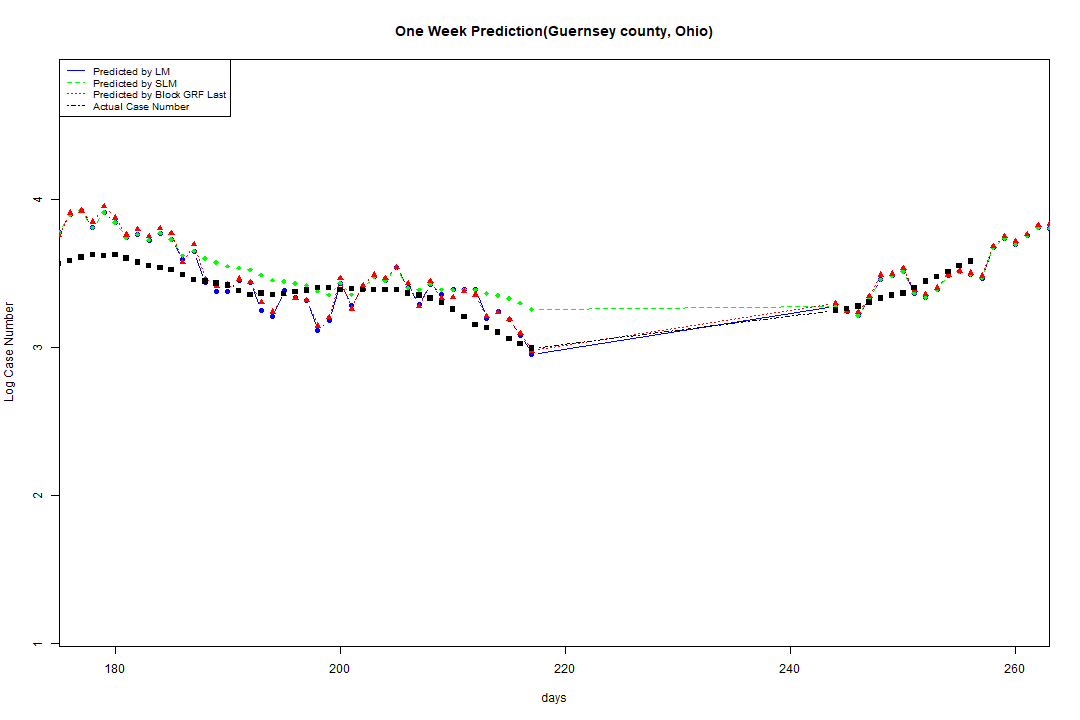 One Week Prediction(Guernsey county, Ohio)
Predicted by LM
Predicted by SLM
Predicted by Block GRF Last
Actual Case Number
4
3
2
1
Log Case Number
180
200
220
240
260
days